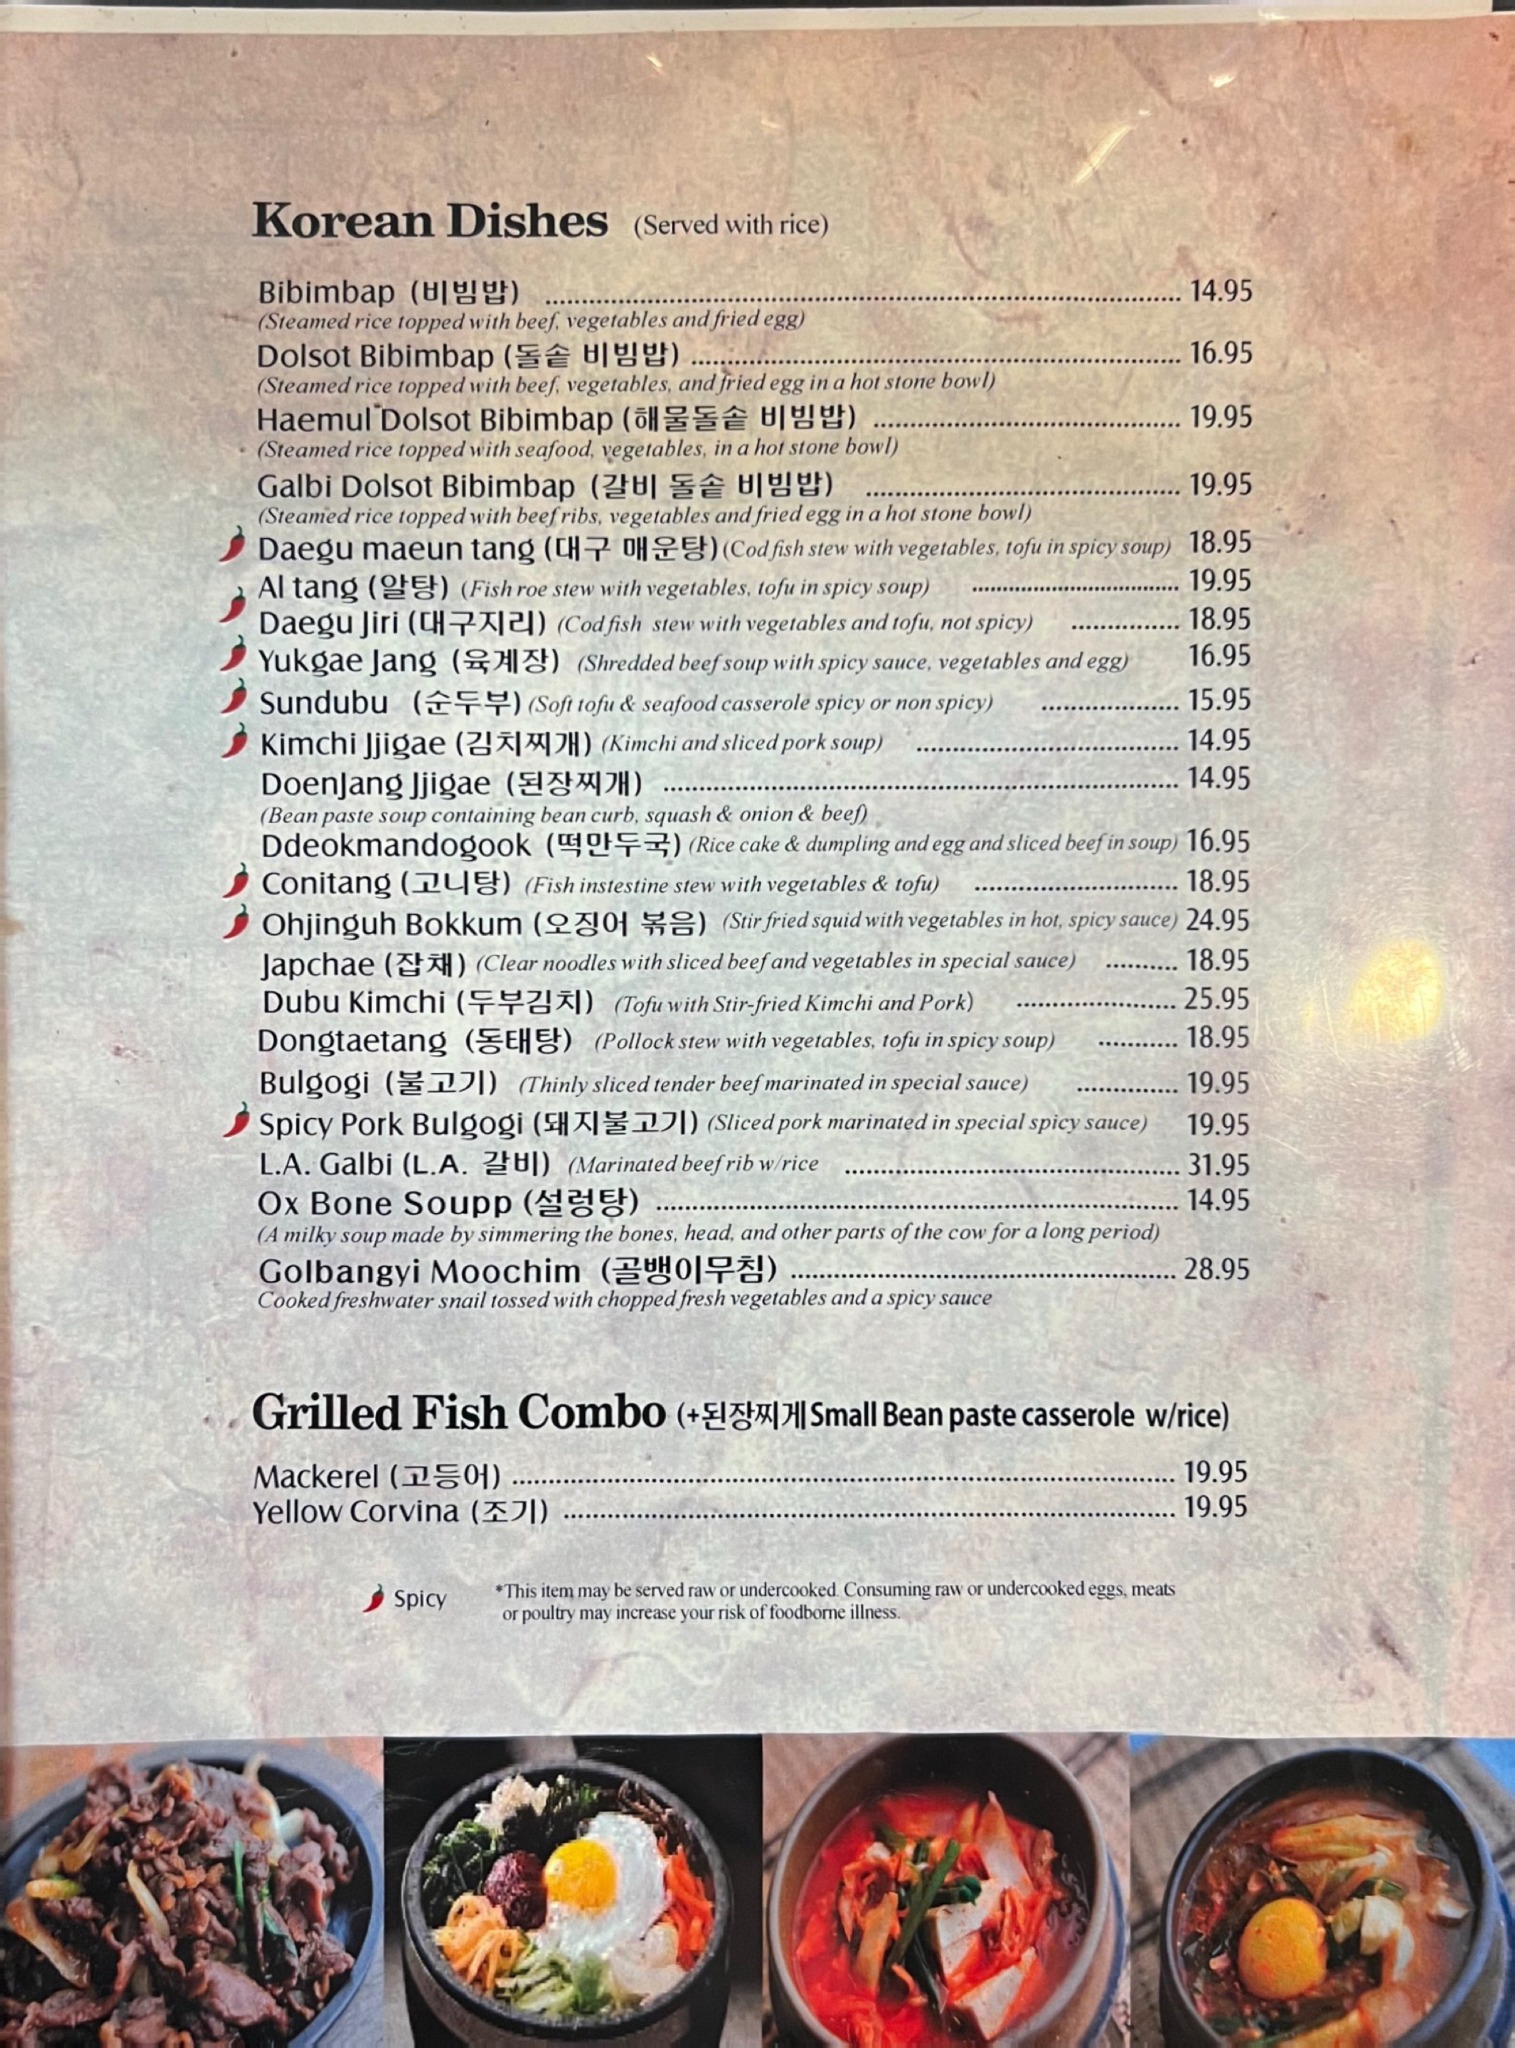 Korean Dishes (Served with rice)
Bibimbap (비빔밥) ........ 14.95
(Steamed rice topped with beef, vegetables and fried egg)
Dolsot Bibimbap (돌솥 비빔밥) ........ 16.95
(Steamed rice topped with beef, vegetables, and fried egg in a hot stone bowl)
Haemul Dolsot Bibimbap (해물돌솥 비빔밥) ........ 19.95
(Steamed rice topped with seafood, vegetables, in a hot stone bowl)
Galbi Dolsot Bibimbap (갈비 돌솥 비빔밥) ........ 19.95
(Steamed rice topped with beef ribs, vegetables and fried egg in a hot stone bowl)
Daegu maeun tang (대구 매운탕) (Cod fish stew with vegetables, tofu in spicy soup) 18.95
Al tang (알탕) (Fish roe stew with vegetables, tofu in spicy soup) ........ 19.95
Daegu Jiri (대구지리) (Cod fish stew with vegetables and tofu, not spicy) ........ 18.95
Yukgae Jang (육계장) (Shredded beef soup with spicy sauce, vegetables and egg) 16.95
Sundubu (순두부) (Soft tofu & seafood casserole spicy or non spicy) ........ 15.95
Kimchi Jjigae (김치찌개) (Kimchi and sliced pork soup) ........ 14.95
DoenJang Jjigae (된장찌개) ........ 14.95
(Bean paste soup containing bean curb, squash & onion & beef)
Ddeokmandogook (떡만두국) (Rice cake & dumpling and egg and sliced beef in soup) 16.95
Conitang (고니탕) (Fish instestine stew with vegetables & tofu) ........ 18.95
Ohjinguh Bokkum (오징어 볶음) (Stir fried squid with vegetables in hot, spicy sauce) 24.95
Japchae (잡채) (Clear noodles with sliced beef and vegetables in special sauce) ........ 18.95
Dubu Kimchi (두부김치) (Tofu with Stir-fried Kimchi and Pork) ........ 25.95
Dongtaetang (동태탕) (Pollock stew with vegetables, tofu in spicy soup) ........ 18.95
Bulgogi (불고기) (Thinly sliced tender beef marinated in special sauce) ........ 19.95
Spicy Pork Bulgogi (돼지불고기) (Sliced pork marinated in special spicy sauce) 19.95
L.A. Galbi (L.A. 갈비) (Marinated beef rib w/rice ........ 31.95
Ox Bone Soupp (설렁탕) ........ 14.95
(A milky soup made by simmering the bones, head, and other parts of the cow for a long period)
Golbangyi Moochim (골뱅이무침) ........ 28.95
Cooked freshwater snail tossed with chopped fresh vegetables and a spicy sauce
Grilled Fish Combo (+된장찌게 Small Bean paste casserole w/rice)
Mackerel (고등어) ........ 19.95
Yellow Corvina (조기) ........ 19.95
Spicy
*This item may be served raw or undercooked. Consuming raw or undercooked eggs, meats
or poultry may increase your risk of foodborne illness.